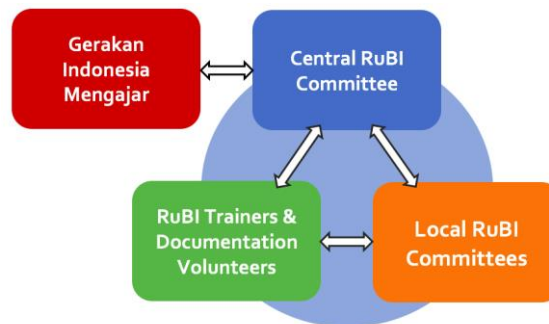 Gerakan
Indonesia
Mengajar
Central RuBI
Committee
RuBI Trainers &
Documentation
Volunteers
Local RuBI
Committees